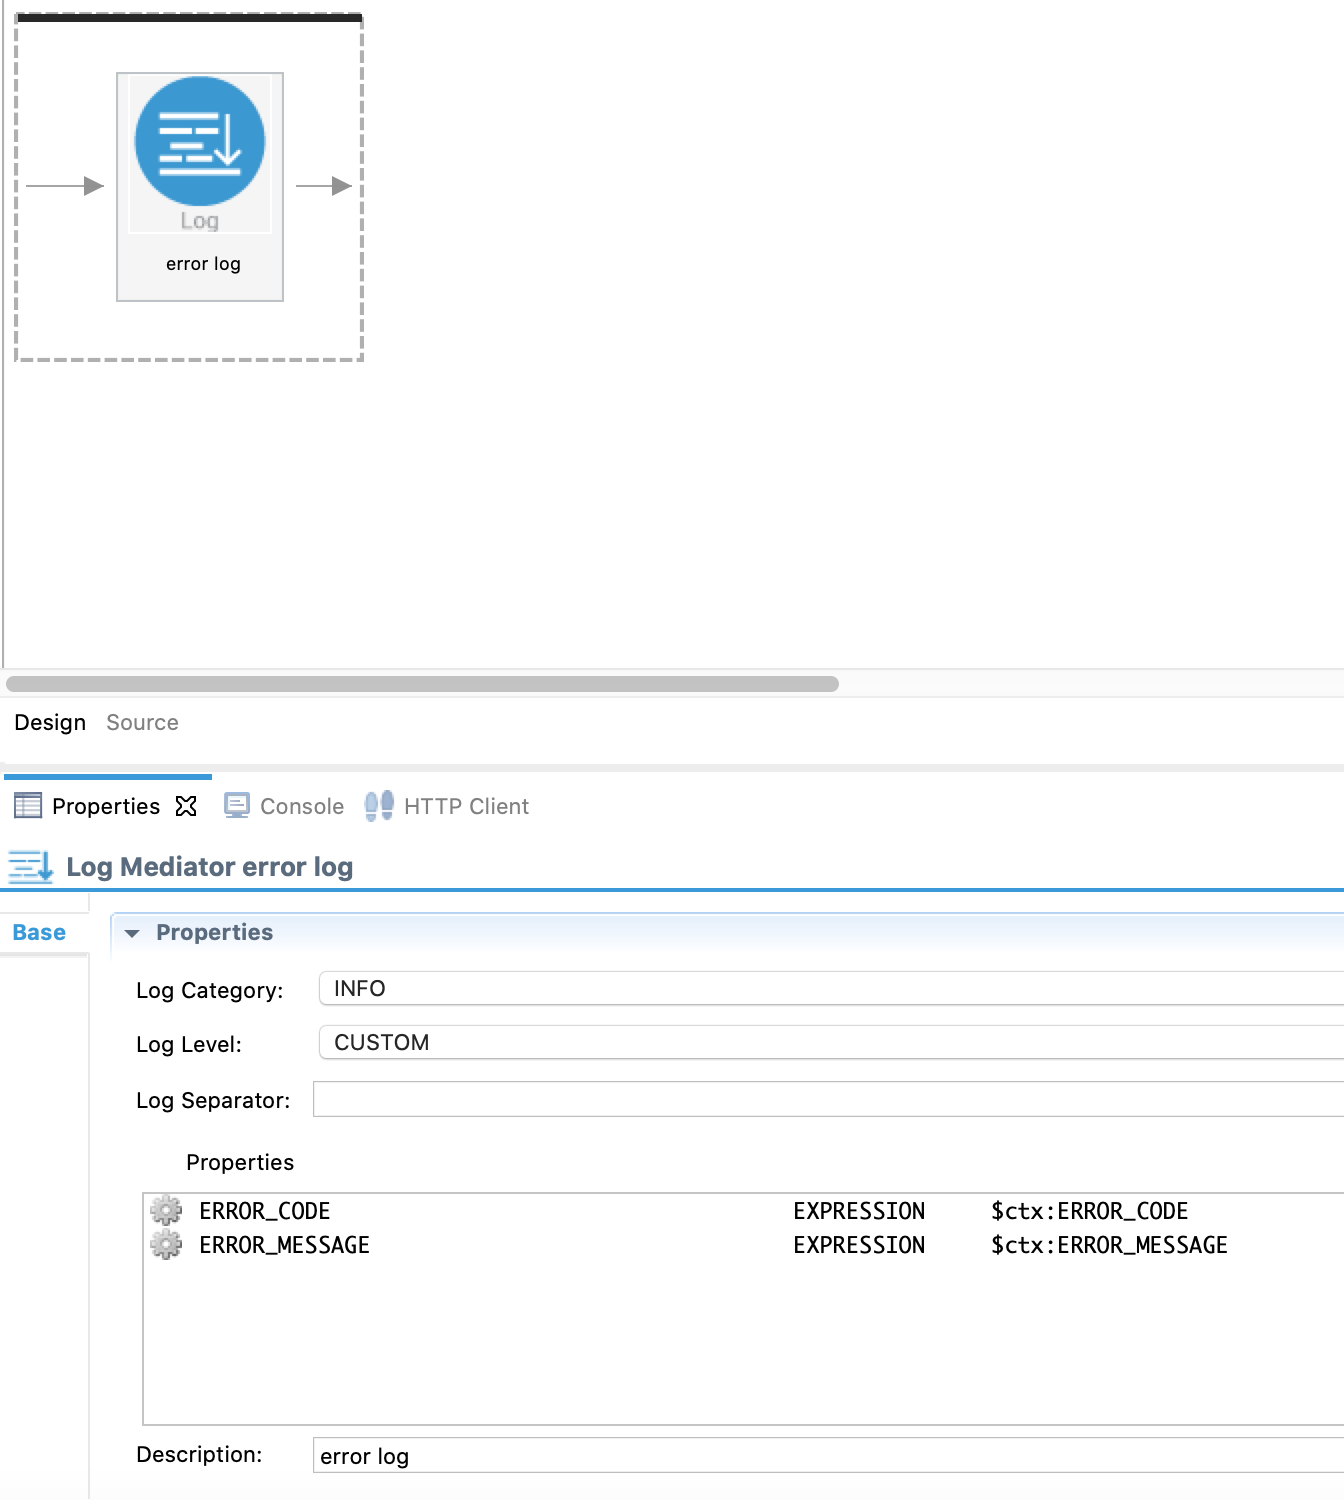 Log
error log
Design Source
Properties Console HTTP Client
Log Mediator error log
Base Properties
Log Category: INFO
Log Level: CUSTOM
Log Separator:
Properties
ERROR_CODE EXPRESSION $ctx:ERROR_CODE
ERROR_MESSAGE EXPRESSION $ctx:ERROR_MESSAGE
Description: error log